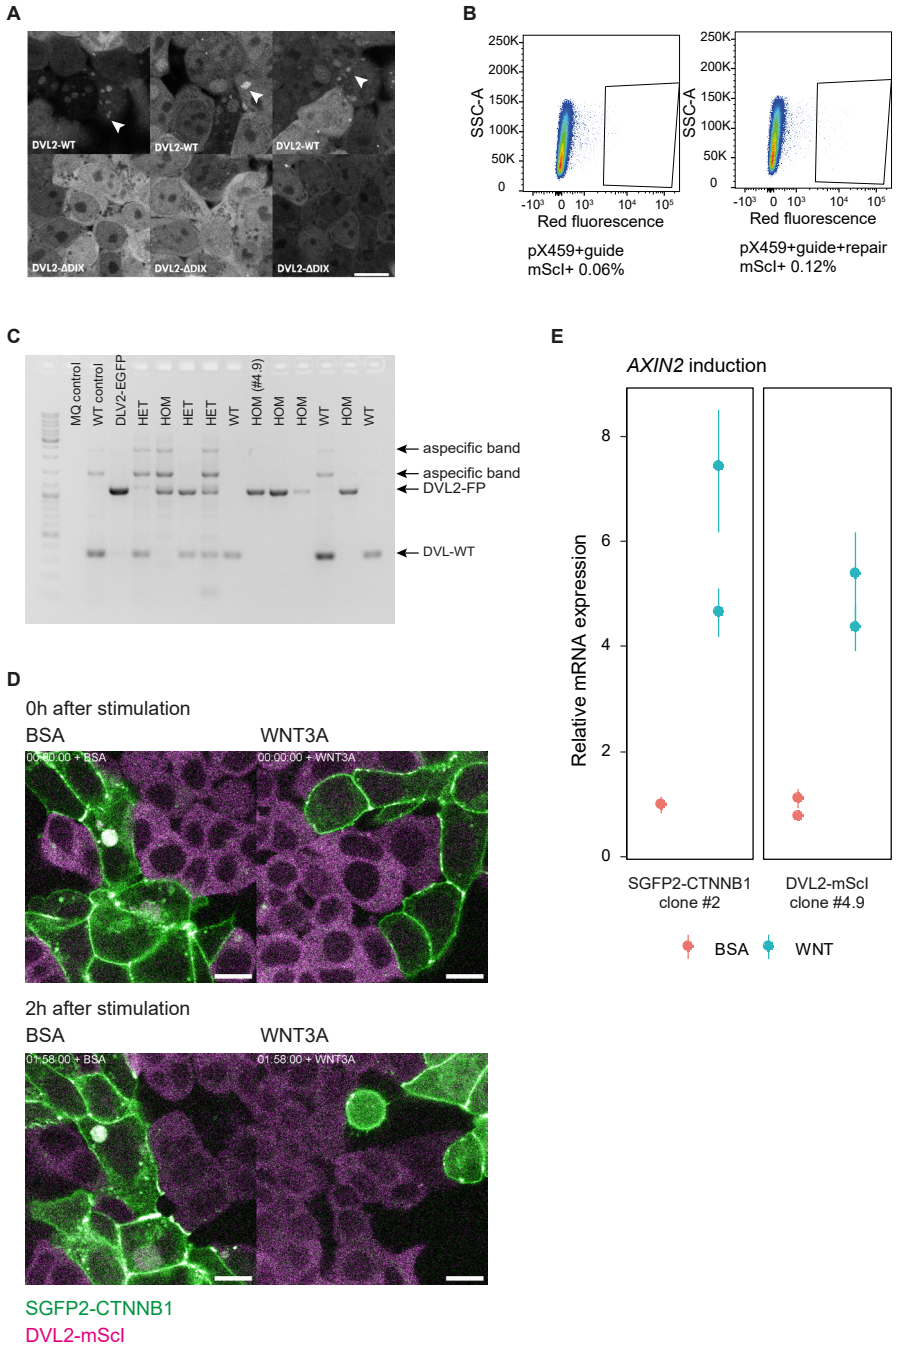 A
DVL2-WT
DVL2-WT
DVL2-WT
DVL2-ΔDIX
DVL2-ΔDIX
DVL2-ΔDIX
B
SSC-A
250K
200K
150K
100K
50K
0
-10³ 0 10³ 10⁴ 10⁵
Red fluorescence
pX459+guide
mScI+ 0.06%
SSC-A
250K
200K
150K
100K
50K
0
-10³ 0 10³ 10⁴ 10⁵
Red fluorescence
pX459+guide+repair
mScI+ 0.12%
C
MQ control
WT control
DLV2-EGFP
HET
HOM
HET
HET
WT
HOM (#4.9)
HOM
HOM
WT
HOM
WT
aspecific band
aspecific band
DVL2-FP
DVL-WT
D
0h after stimulation
BSA WNT3A
00:00:00 + BSA 00:00:00 + WNT3A
2h after stimulation
BSA WNT3A
01:58:00 + BSA 01:58:00 + WNT3A
SGFP2-CTNNB1
DVL2-mScI
E
AXIN2 induction
Relative mRNA expression
8
6
4
2
0
SGFP2-CTNNB1
clone #2
DVL2-mScI
clone #4.9
BSA WNT